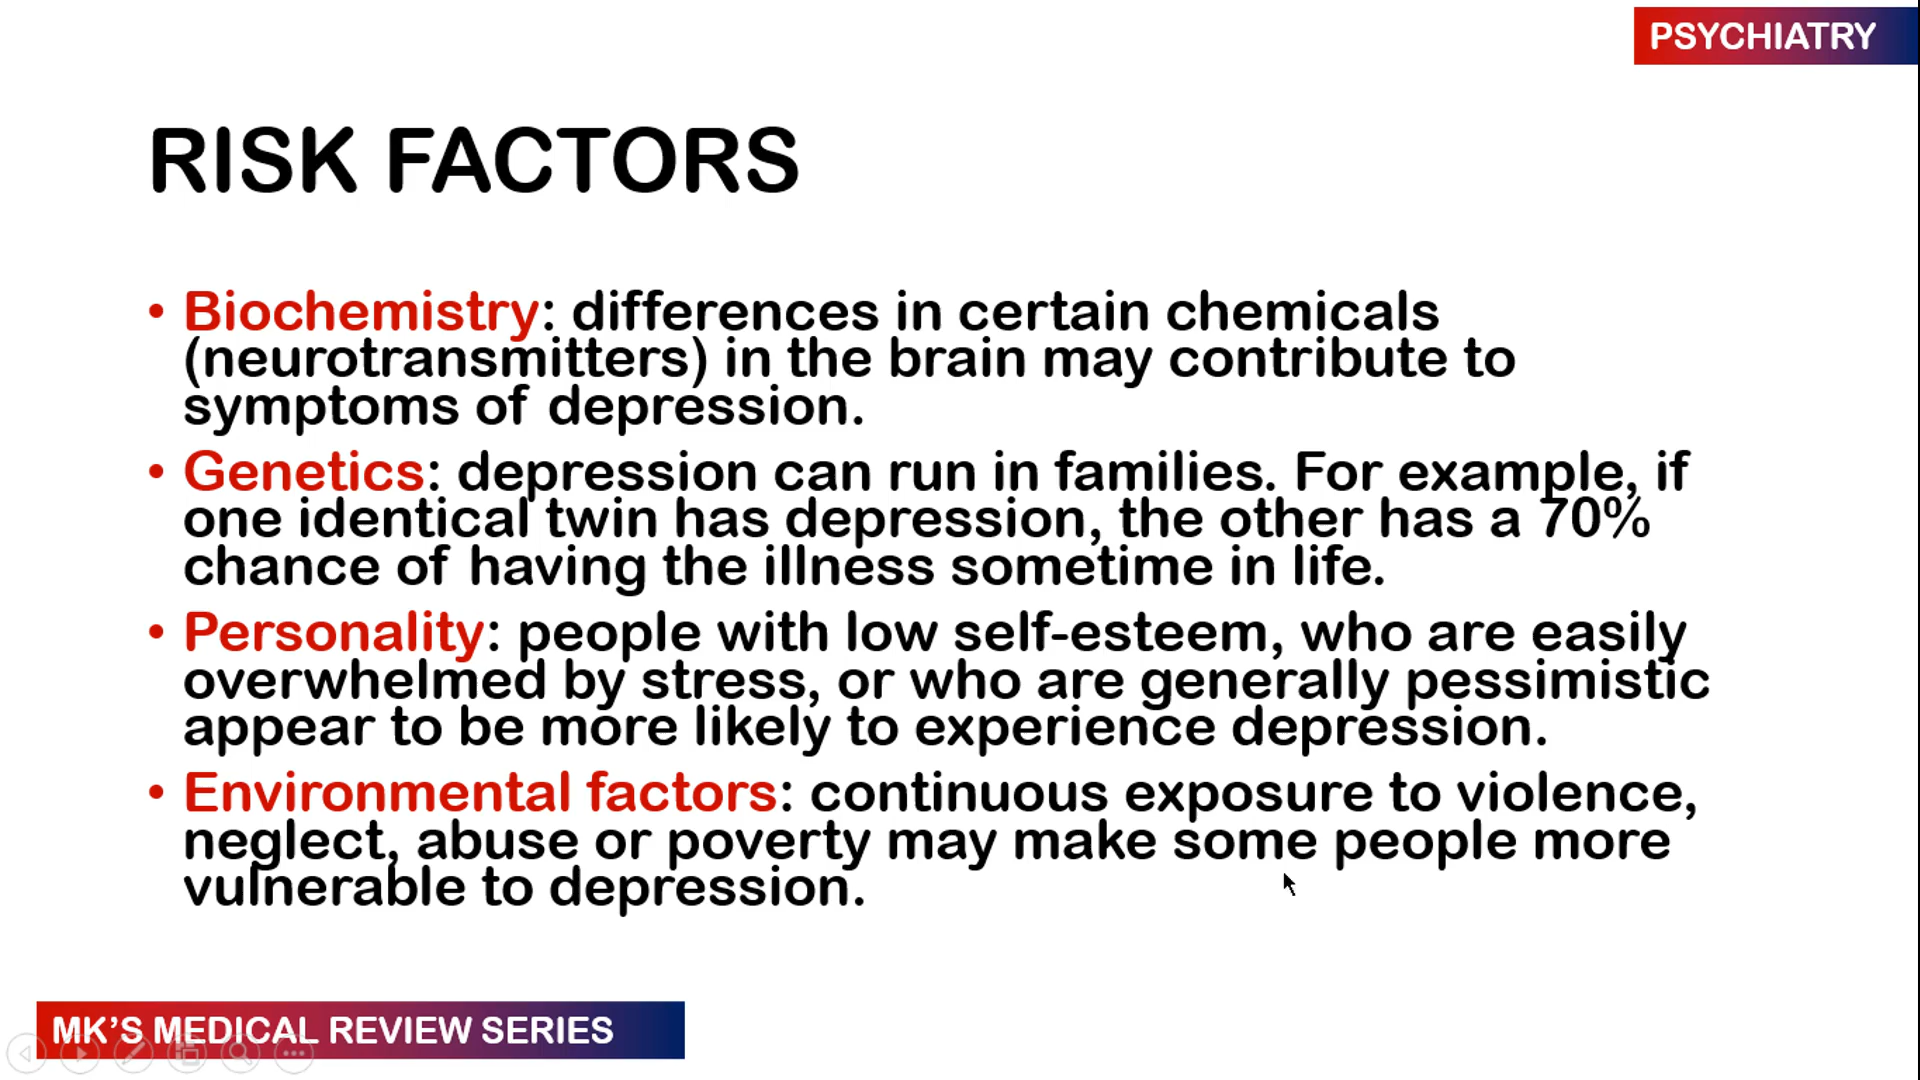 PSYCHIATRY
RISK FACTORS
• Biochemistry: differences in certain chemicals
(neurotransmitters) in the brain may contribute to
symptoms of depression.
• Genetics: depression can run in families. For example, if
one identical twin has depression, the other has a 70%
chance of having the illness sometime in life.
• Personality: people with low self-esteem, who are easily
overwhelmed by stress, or who are generally pessimistic
appear to be more likely to experience depression.
• Environmental factors: continuous exposure to violence,
neglect, abuse or poverty may make some people more
vulnerable to depression.
MK’S MEDICAL REVIEW SERIES